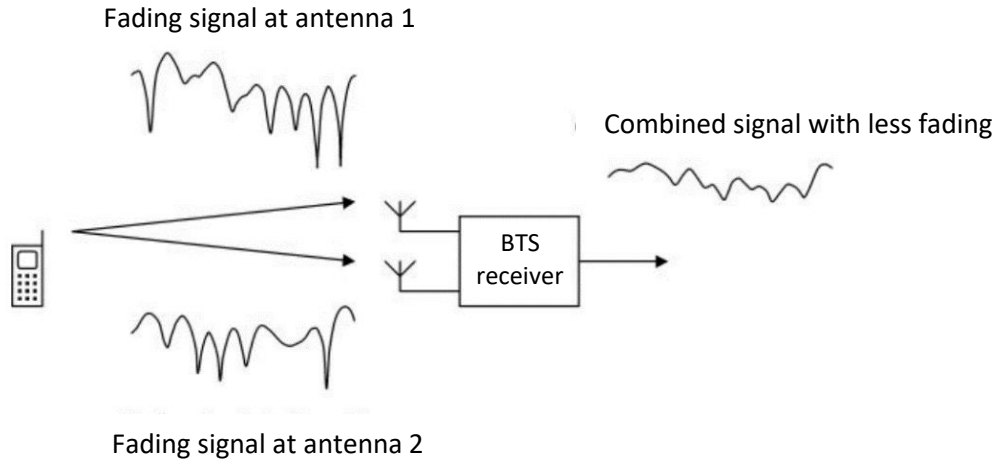 Fading signal at antenna 1
Combined signal with less fading
BTS
receiver
Fading signal at antenna 2